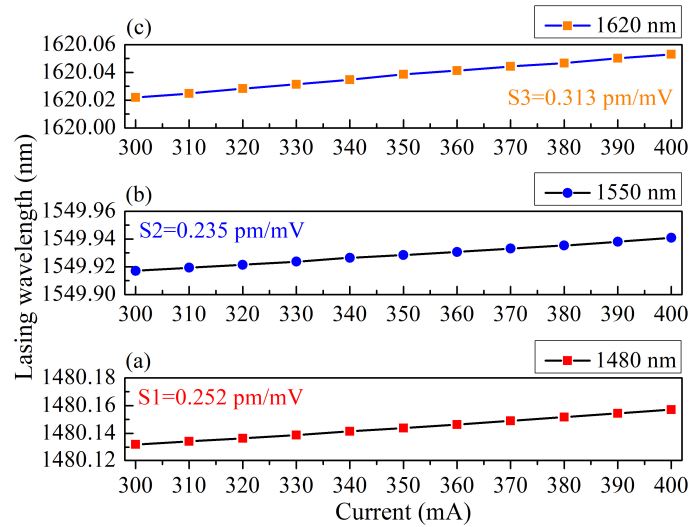 (c)
1620 nm
1620.06
1620.04
1620.02
1620.00
S3=0.313 pm/mV
300 310 320 330 340 350 360 370 380 390 400
(b)
1550 nm
1549.96
1549.94
1549.92
1549.90
S2=0.235 pm/mV
300 310 320 330 340 350 360 370 380 390 400
(a)
1480 nm
1480.18
1480.16
1480.14
1480.12
S1=0.252 pm/mV
300 310 320 330 340 350 360 370 380 390 400
Lasing wavelength (nm)
Current (mA)